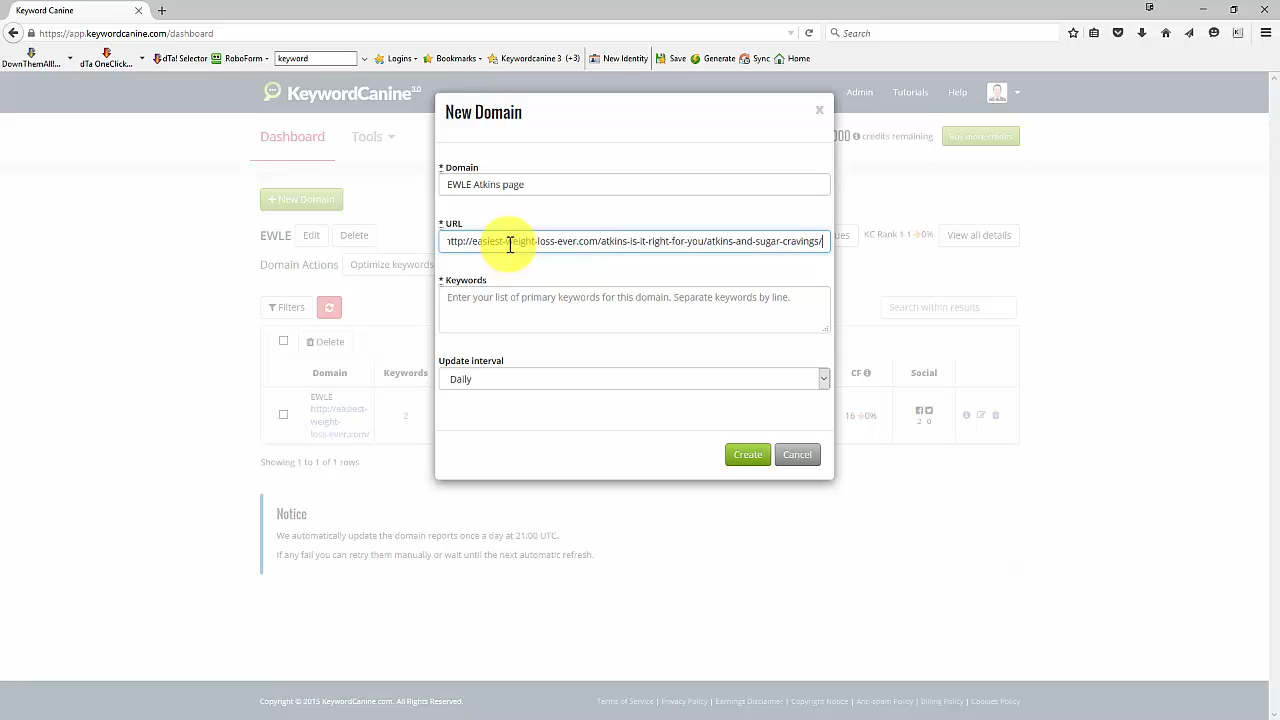 Keyword Canine
https://app.keywordcanine.com/dashboard
Search
DownThemAll!...
dTa OneClick...
dTa! Selector
RoboForm
keyword
Logins
Bookmarks
Keywordcanine 3 (+3)
New Identity
Save
Generate
Sync
Home
KeywordCanine 3.0
Admin
Tutorials
Help
Dashboard
Tools
000 credits remaining
Buy more credits
+ New Domain
EWLE
Edit
Delete
ues
KC Rank 1 1 →0%
View all details
Domain Actions
Optimize keywords
Filters
Search within results
Delete
Domain
Keywords
CF
Social
EWLE
http://easiest-
weight-
loss-ever.com/
2
16 →0%
2 0
Showing 1 to 1 of 1 rows
New Domain
x
* Domain
EWLE Atkins page
* URL
http://easiest-weight-loss-ever.com/atkins-is-it-right-for-you/atkins-and-sugar-cravings/
* Keywords
Enter your list of primary keywords for this domain. Separate keywords by line.
Update interval
Daily
Create
Cancel
Notice
We automatically update the domain reports once a day at 21:00 UTC.
If any fail you can retry them manually or wait until the next automatic refresh.
Copyright © 2015 KeywordCanine.com. All Rights Reserved.
Terms of Service | Privacy Policy | Earnings Disclaimer | Copyright Notice | Anti-spam Policy | Billing Policy | Cookies Policy